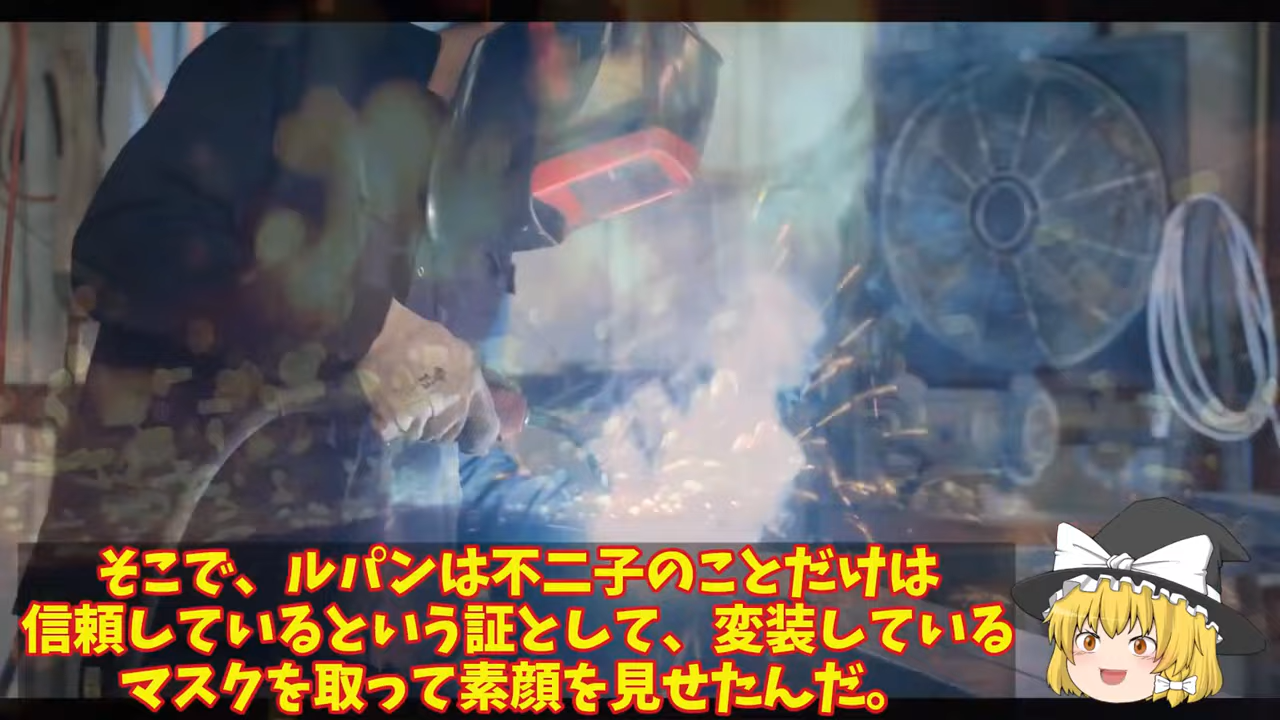 そこで、ルパンは不二子のことだけは
信頼しているという証として、変装している
マスクを取って素顔を見せたんだ。